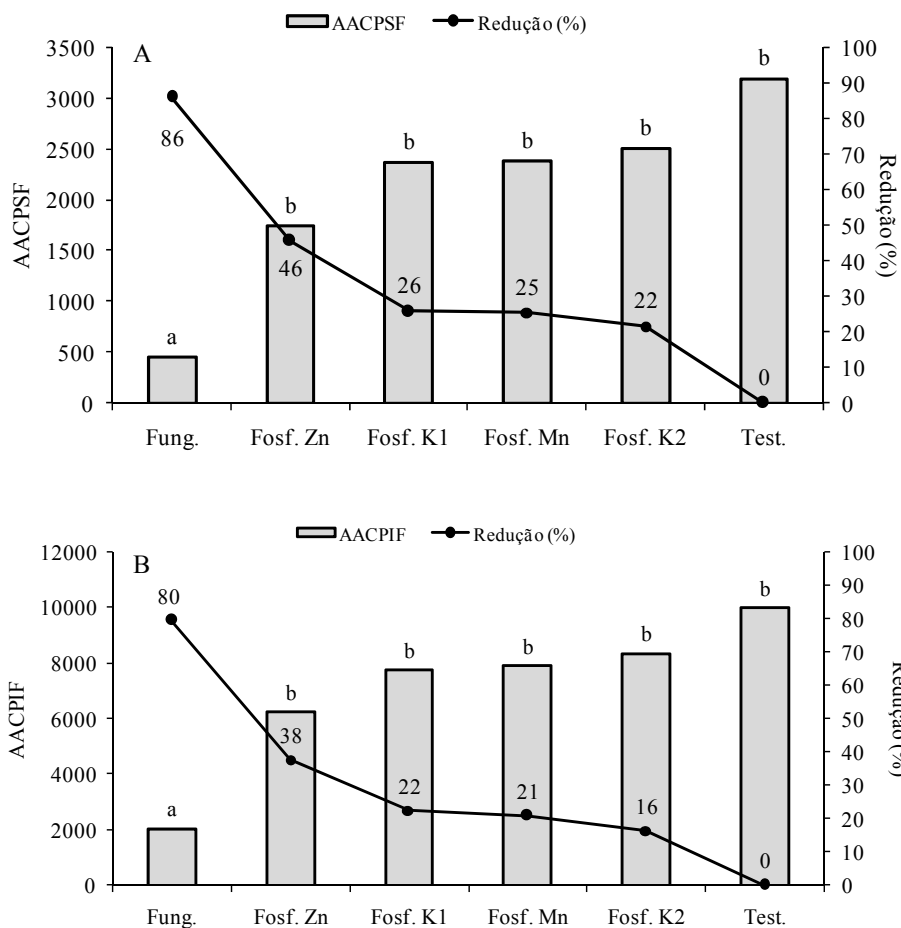 AACPSF Redução (%)
A
3500
3000
2500
2000
1500
1000
500
0
AACPSF
100
90
80
70
60
50
40
30
20
10
0
Redução (%)
a b b b b b
86 46 26 25 22 0
Fung. Fosf. Zn Fosf. K1 Fosf. Mn Fosf. K2 Test.
AACPIF Redução (%)
B
12000
10000
8000
6000
4000
2000
0
AACPIF
100
90
80
70
60
50
40
30
20
10
0
Redução (%)
a b b b b b
80 38 22 21 16 0
Fung. Fosf. Zn Fosf. K1 Fosf. Mn Fosf. K2 Test.